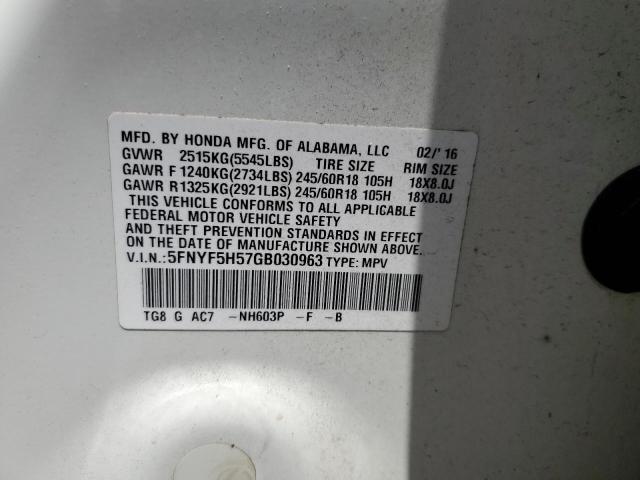 MFD. BY HONDA MFG. OF ALABAMA, LLC 02/' 16
GVWR 2515KG(5545LBS) TIRE SIZE RIM SIZE
GAWR F 1240KG(2734LBS) 245/60R18 105H 18X8.0J
GAWR R1325KG(2921LBS) 245/60R18 105H 18X8.0J
THIS VEHICLE CONFORMS TO ALL APPLICABLE
FEDERAL MOTOR VEHICLE SAFETY
AND THEFT PREVENTION STANDARDS IN EFFECT
ON THE DATE OF MANUFACTURE SHOWN ABOVE.
V.I.N.: 5FNYF5H57GB030963 TYPE: MPV
TG8 G AC7 -NH603P -F -B